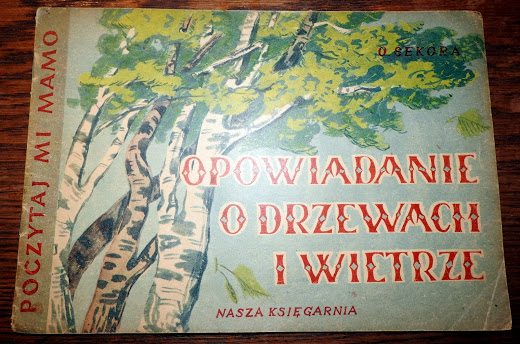 POCZYTAJ MI MAMO
O. SEKORA
OPOWIADANIE
O DRZEWACH
I WIETRZE
NASZA KSIĘGARNIA